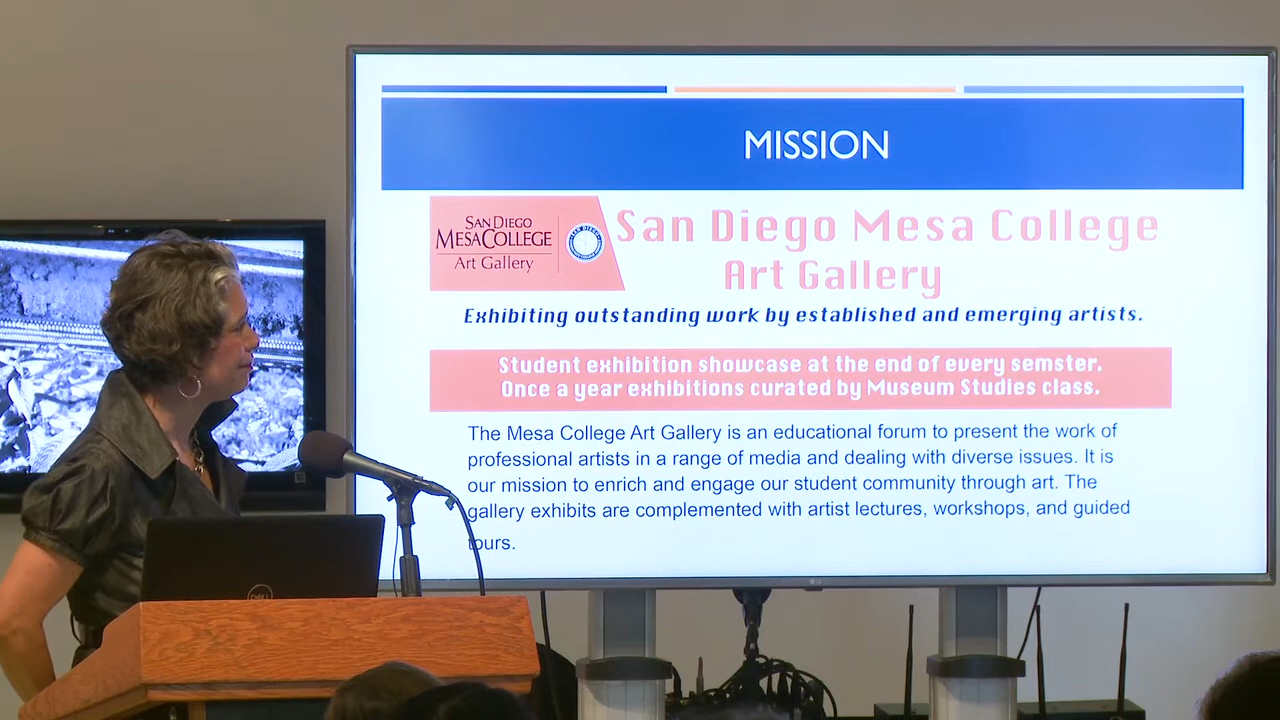 MISSION
SAN DIEGO
MESA COLLEGE
Art Gallery
San Diego Mesa College
Art Gallery
Exhibiting outstanding work by established and emerging artists.
Student exhibition showcase at the end of every semster.
Once a year exhibitions curated by Museum Studies class.
The Mesa College Art Gallery is an educational forum to present the work of
professional artists in a range of media and dealing with diverse issues. It is
our mission to enrich and engage our student community through art. The
gallery exhibits are complemented with artist lectures, workshops, and guided
tours.
DELL
LG